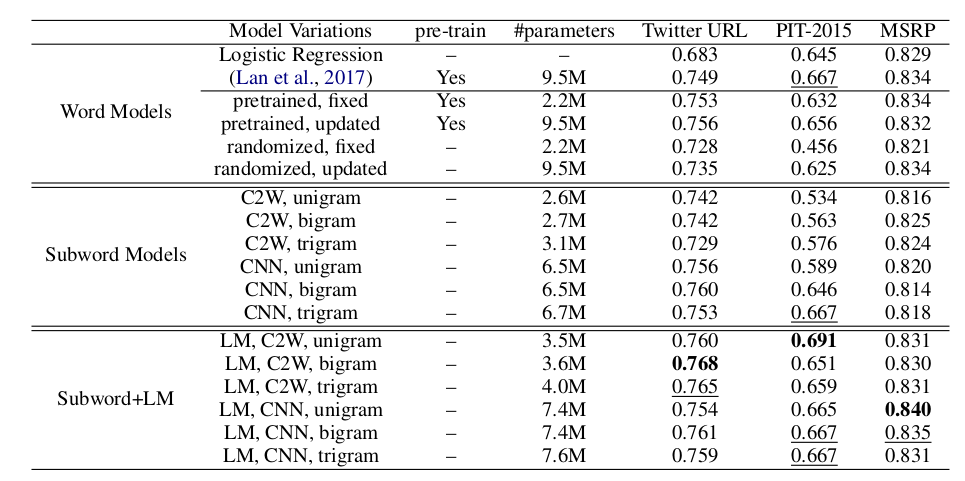 Model Variations pre-train #parameters Twitter URL PIT-2015 MSRP
Logistic Regression – – 0.683 0.645 0.829
(Lan et al., 2017) Yes 9.5M 0.749 0.667 0.834
Word Models
pretrained, fixed Yes 2.2M 0.753 0.632 0.834
pretrained, updated Yes 9.5M 0.756 0.656 0.832
randomized, fixed – 2.2M 0.728 0.456 0.821
randomized, updated – 9.5M 0.735 0.625 0.834
C2W, unigram – 2.6M 0.742 0.534 0.816
C2W, bigram – 2.7M 0.742 0.563 0.825
C2W, trigram – 3.1M 0.729 0.576 0.824
Subword Models
CNN, unigram – 6.5M 0.756 0.589 0.820
CNN, bigram – 6.5M 0.760 0.646 0.814
CNN, trigram – 6.7M 0.753 0.667 0.818
LM, C2W, unigram – 3.5M 0.760 0.691 0.831
LM, C2W, bigram – 3.6M 0.768 0.651 0.830
LM, C2W, trigram – 4.0M 0.765 0.659 0.831
Subword+LM
LM, CNN, unigram – 7.4M 0.754 0.665 0.840
LM, CNN, bigram – 7.4M 0.761 0.667 0.835
LM, CNN, trigram – 7.6M 0.759 0.667 0.831